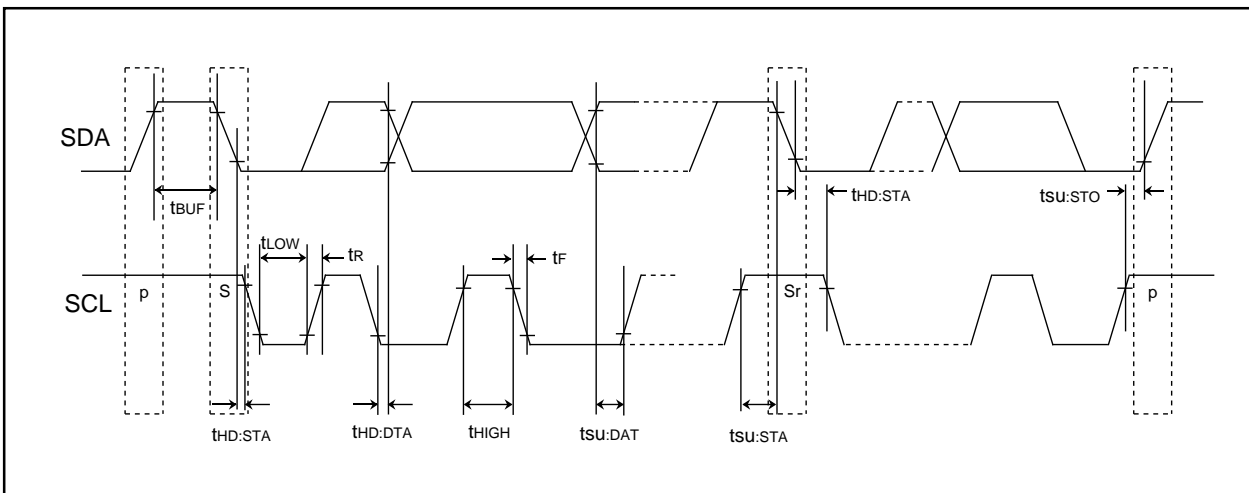 SDA
tBUF
tHD:STA
tsu:STO
tLOW
tR
tF
SCL
p
S
Sr
p
tHD:STA
tHD:DTA
tHIGH
tsu:DAT
tsu:STA